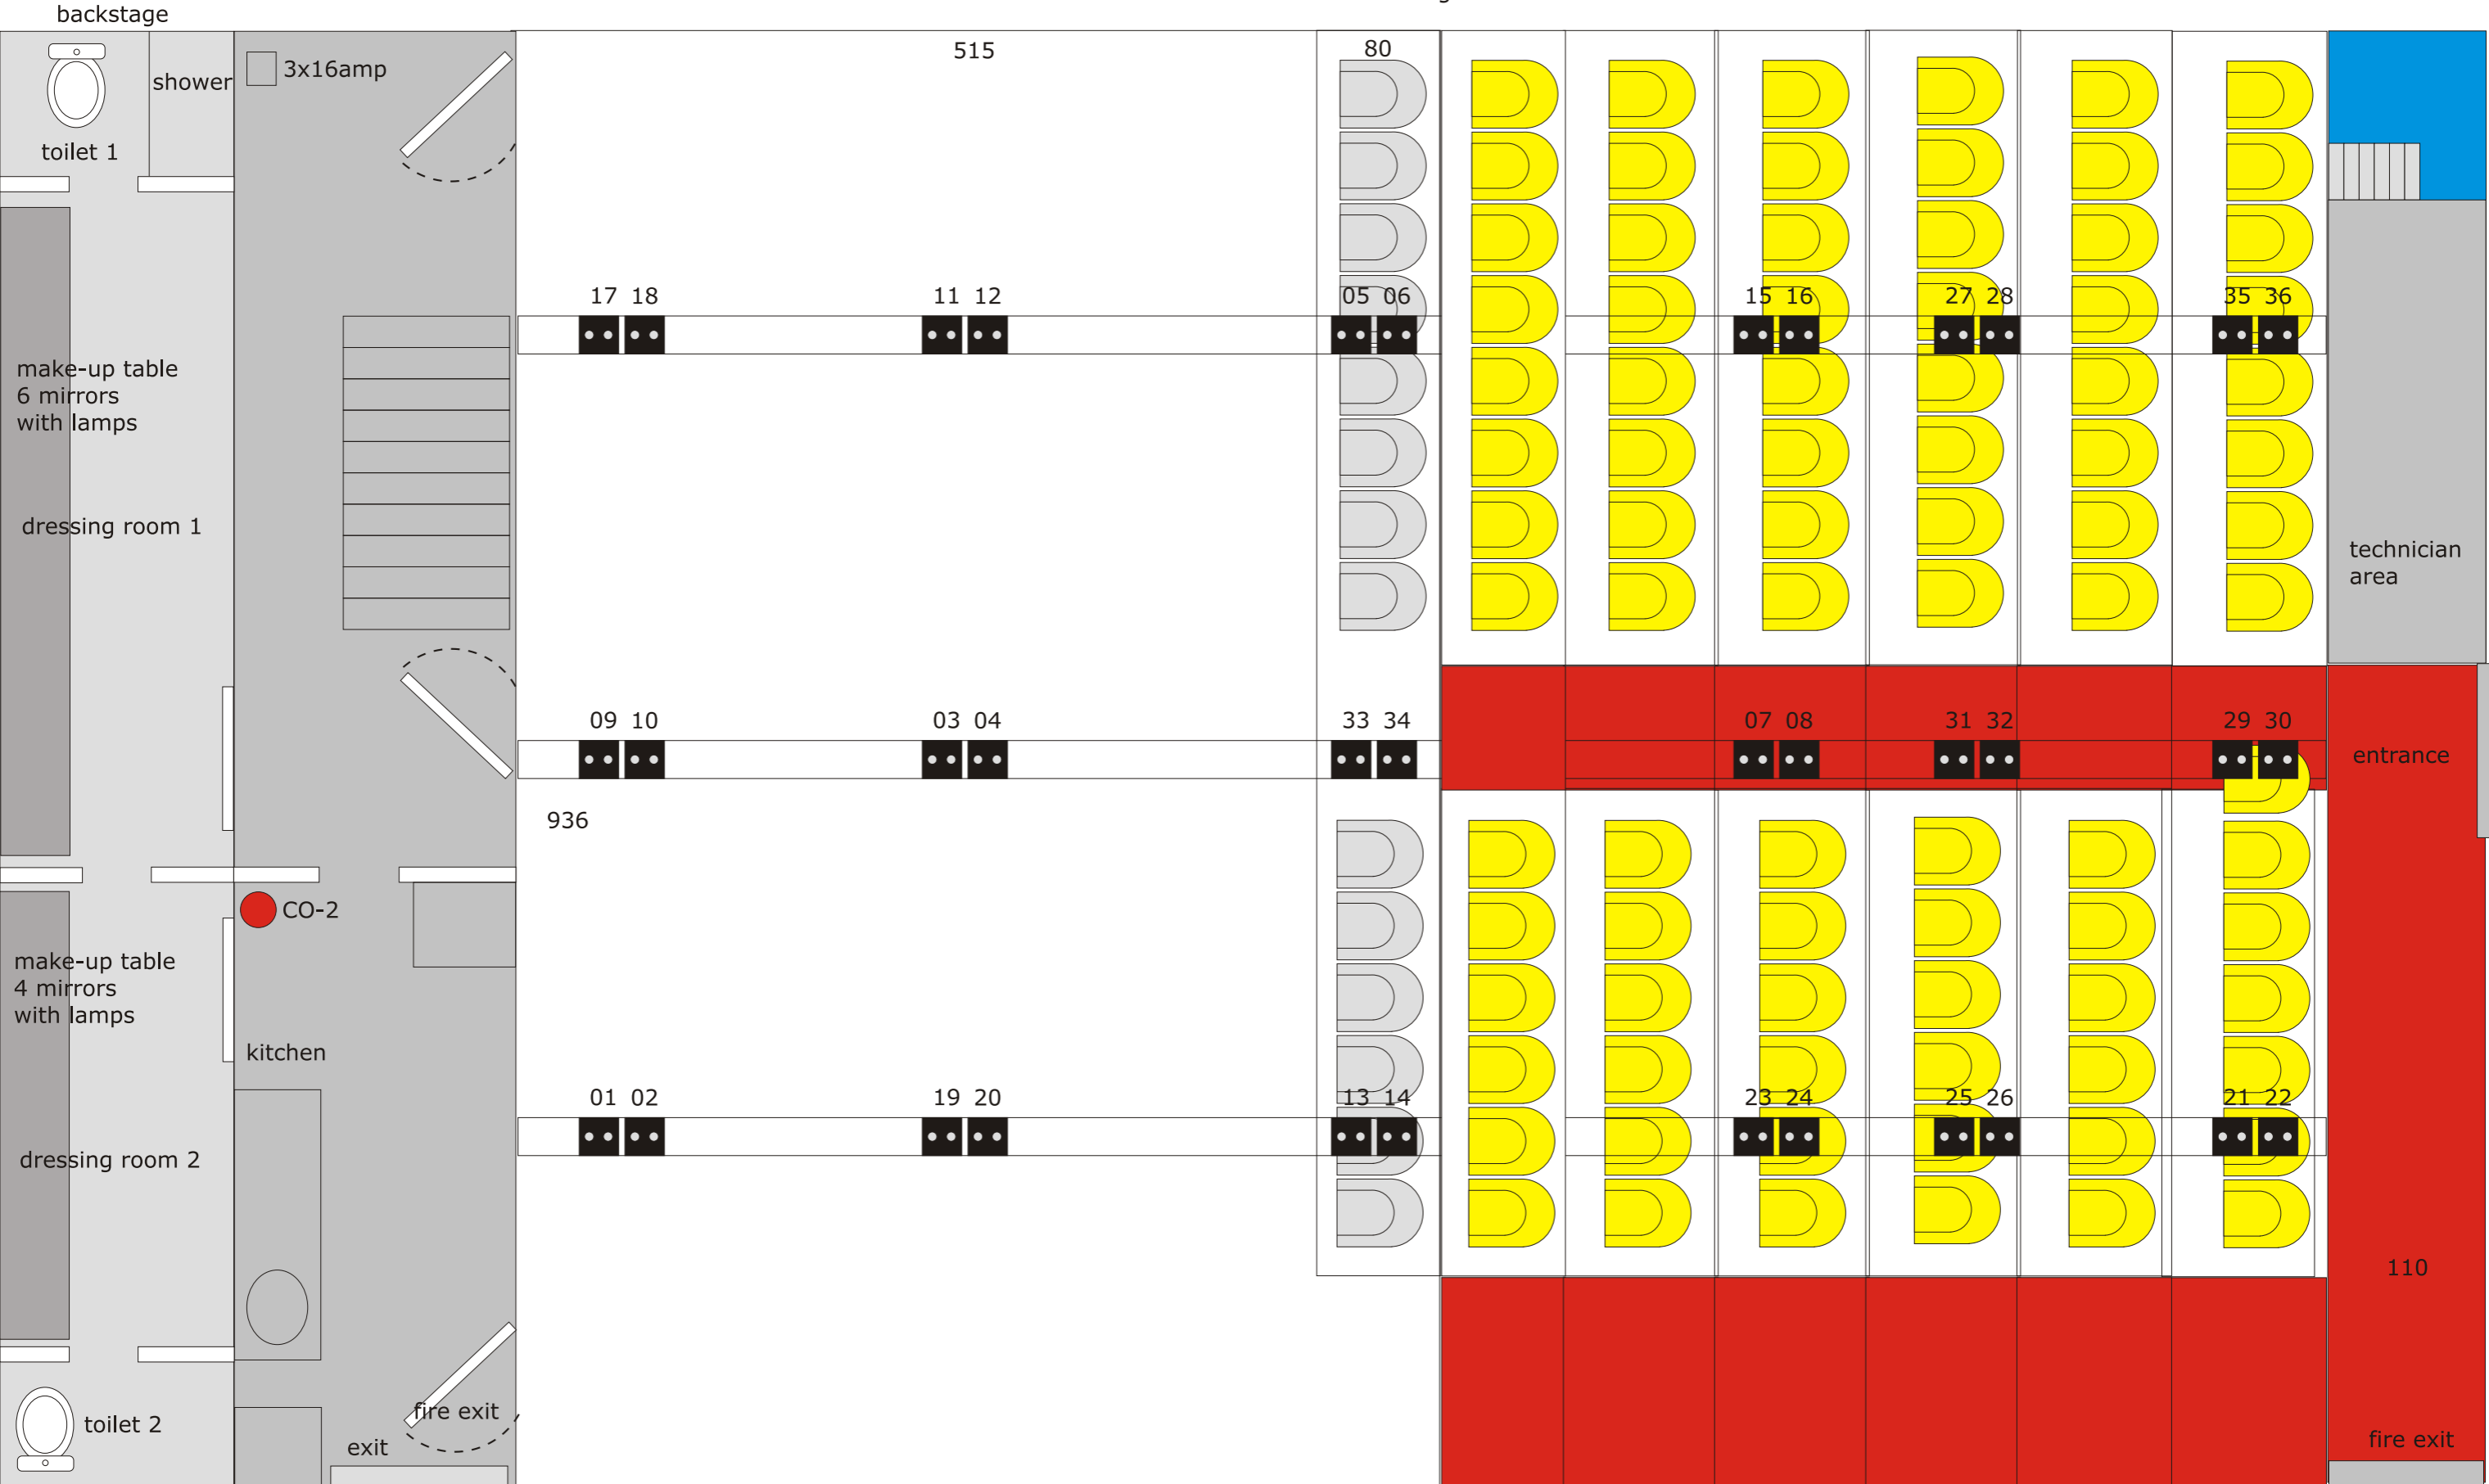 backstage
515
80
3x16amp
shower
toilet 1
17 18
11 12
05 06
15 16
27 28
35 36
make-up table
6 mirrors
with lamps
dressing room 1
technician
area
09 10
03 04
33 34
07 08
31 32
29 30
entrance
936
CO-2
make-up table
4 mirrors
with lamps
kitchen
01 02
19 20
13 14
23 24
25 26
21 22
dressing room 2
110
fire exit
toilet 2
exit
fire exit